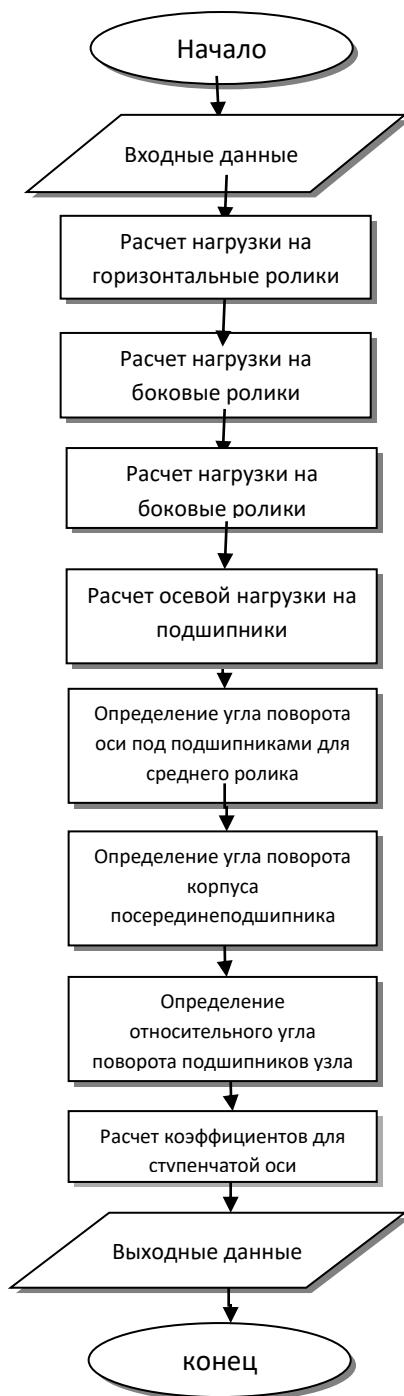 Начало
Входные данные
Расчет нагрузки на
горизонтальные ролики
Расчет нагрузки на
боковые ролики
Расчет нагрузки на
боковые ролики
Расчет осевой нагрузки на
подшипники
Определение угла поворота
оси под подшипниками для
среднего ролика
Определение угла поворота
корпуса
посерединеподшипника
Определение
относительного угла
поворота подшипников узла
Расчет коэффициентов для
ступенчатой оси
Выходные данные
конец